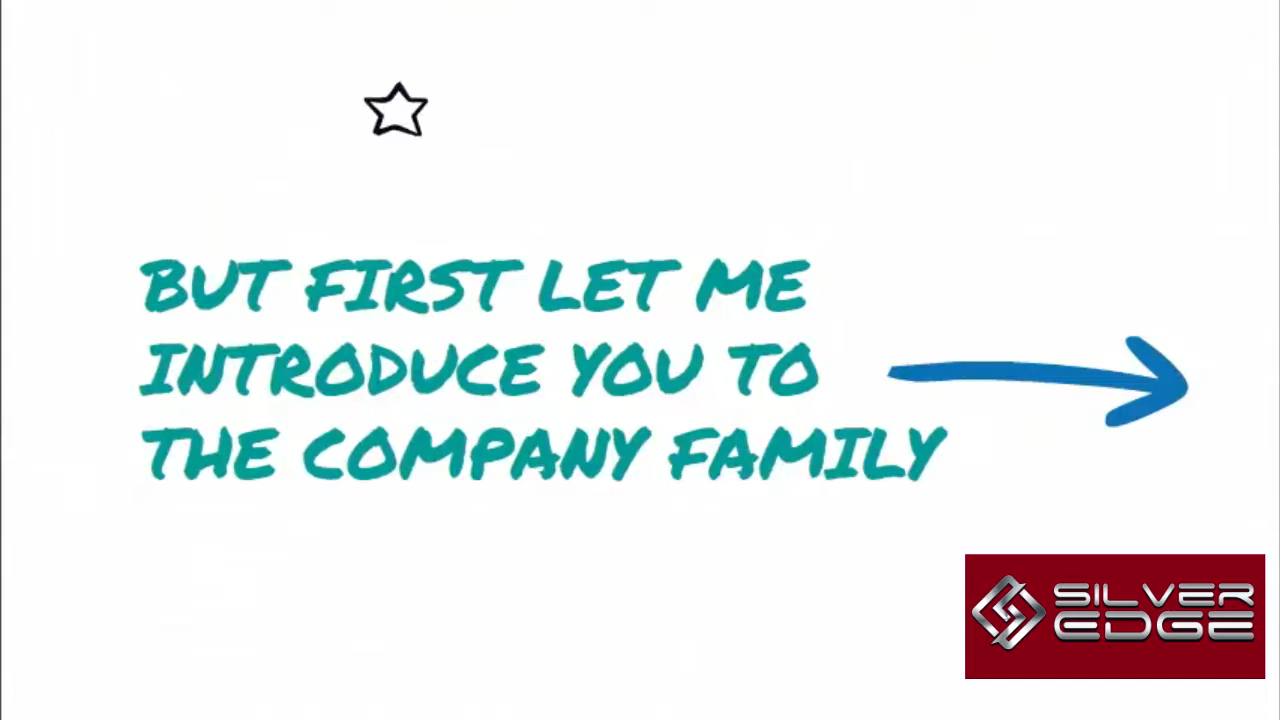 BUT FIRST LET ME
INTRODUCE YOU TO
THE COMPANY FAMILY
SILVER
EDGE